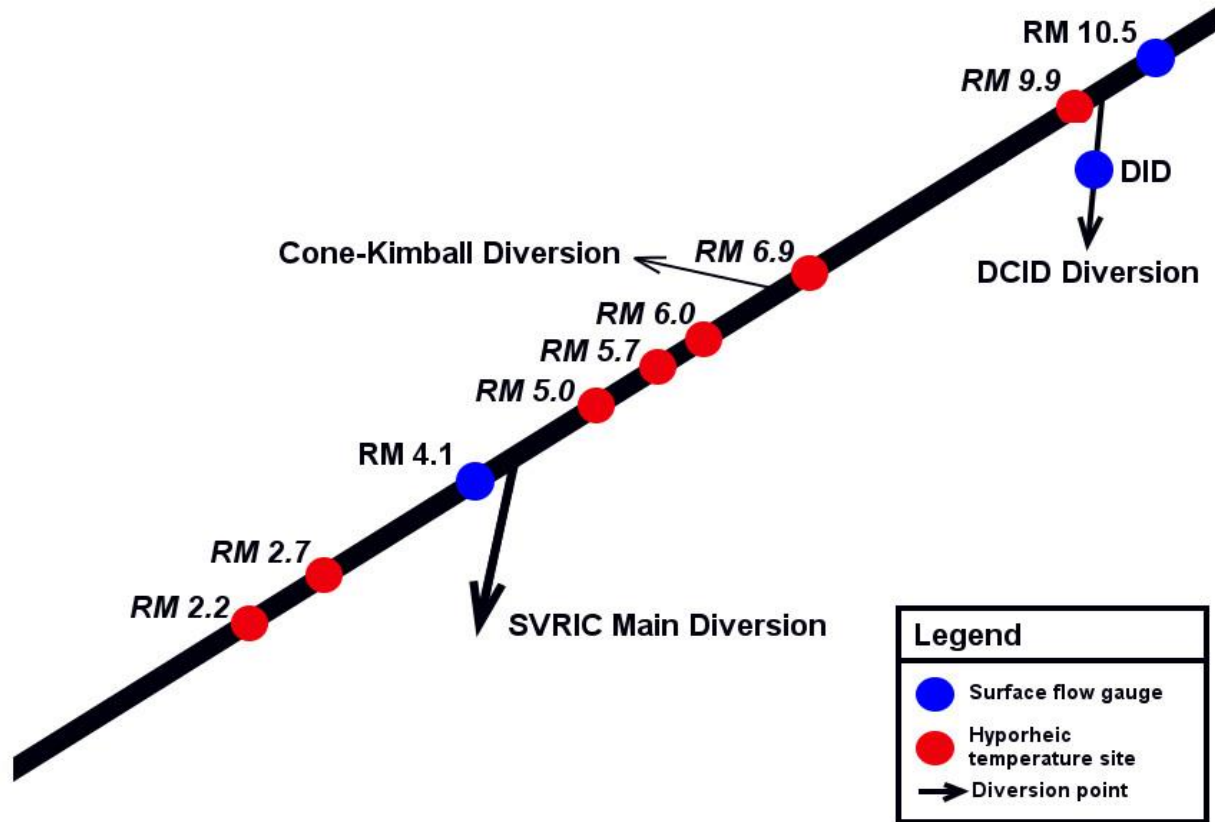 RM 10.5
RM 9.9
DID
DCID Diversion
Cone-Kimball Diversion
RM 6.9
RM 6.0
RM 5.7
RM 5.0
RM 4.1
RM 2.7
RM 2.2
SVRIC Main Diversion
Legend
Surface flow gauge
Hyporheic
temperature site
Diversion point